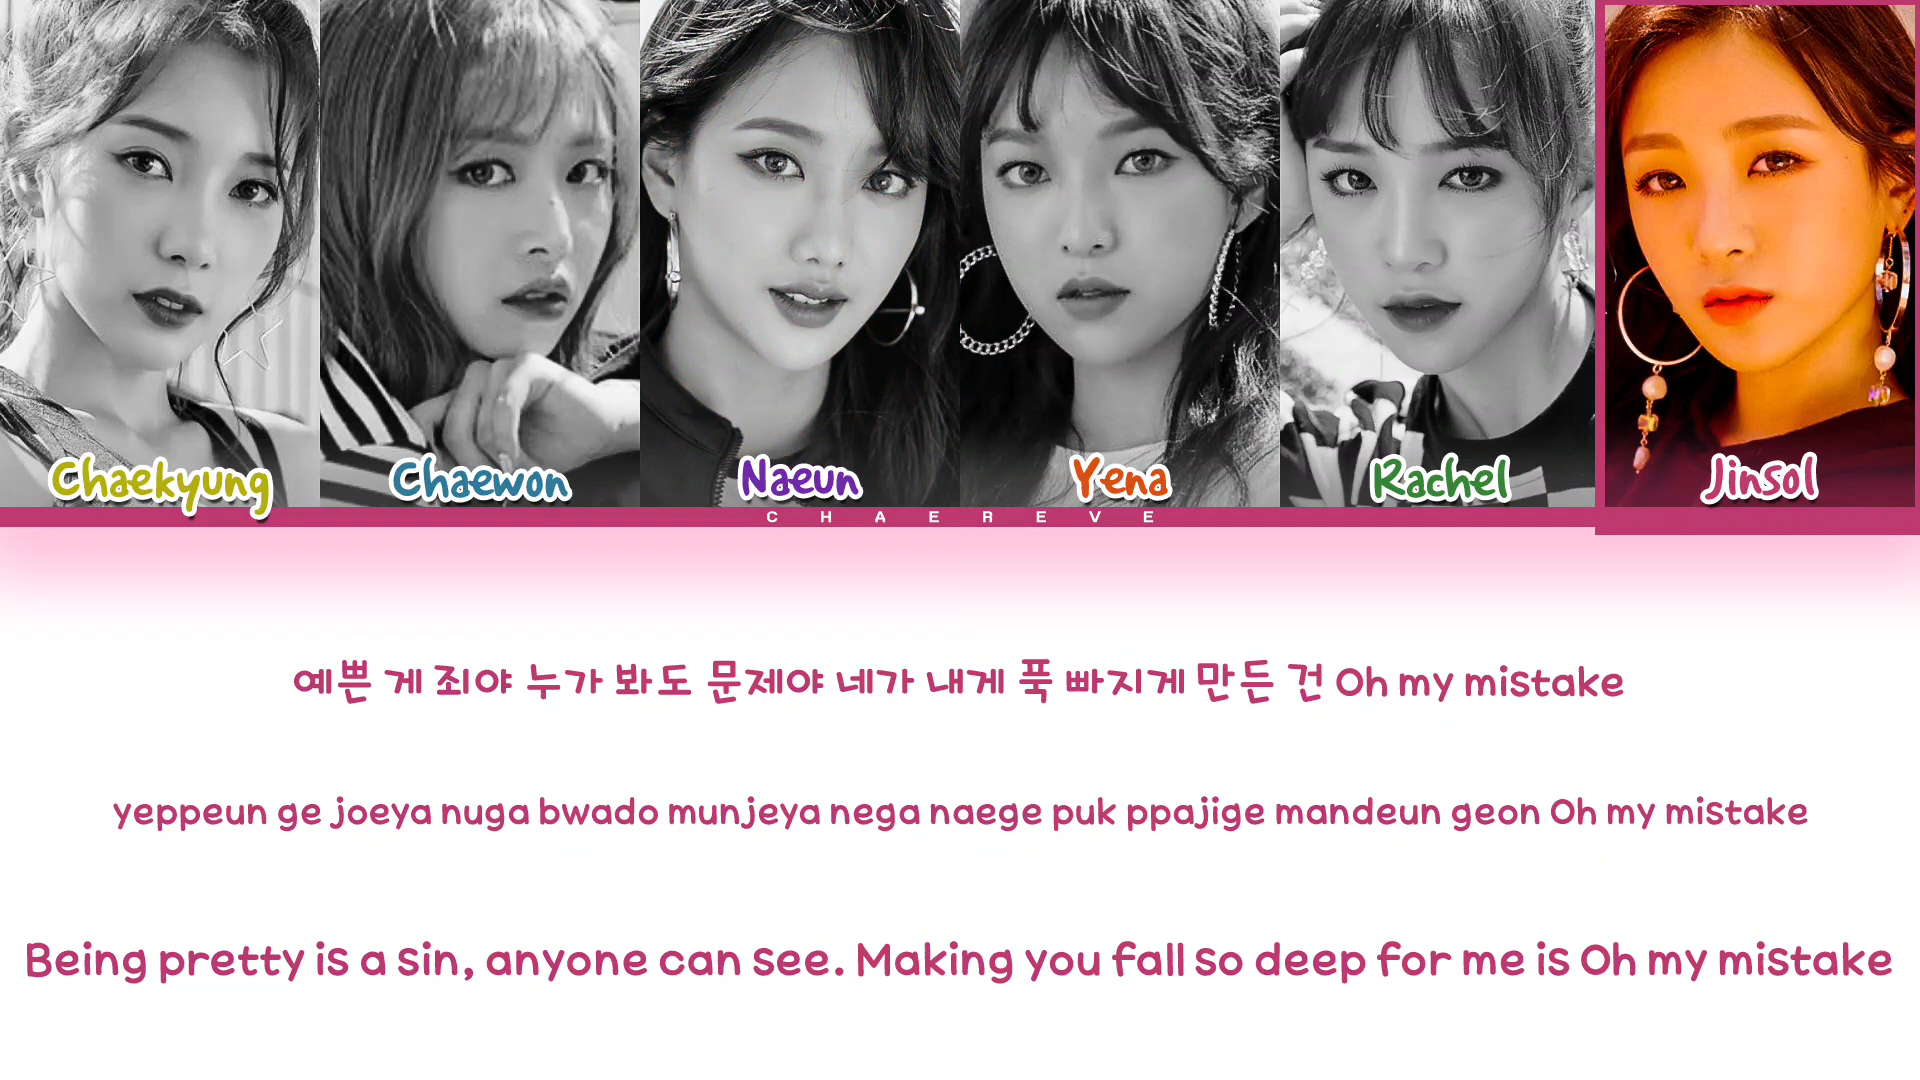 Chaekyung
Chaewon
Naeun
Yena
Rachel
Jinsol
CHAEREVE
예쁜 게 죄야 누가 봐도 문제야 네가 내게 푹 빠지게 만든 건 Oh my mistake
yeppeun ge joeya nuga bwado munjeya nega naege puk ppajige mandeun geon Oh my mistake
Being pretty is a sin, anyone can see. Making you fall so deep for me is Oh my mistake